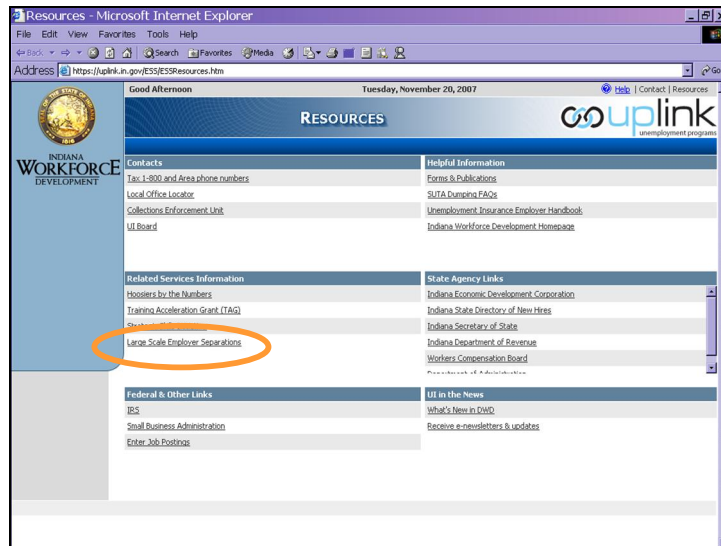 Resources - Microsoft Internet Explorer
File Edit View Favorites Tools Help
Back Search Favorites Media
Address https://uplink.in.gov/ESS/ESSResources.htm Go
Good Afternoon Tuesday, November 20, 2007 Help | Contact | Resources
RESOURCES
uplink
unemployment programs
1816
INDIANA
WORKFORCE
DEVELOPMENT
Contacts
Tax 1-800 and Area phone numbers
Local Office Locator
Collections Enforcement Unit
UI Board
Helpful Information
Forms & Publications
SUTA Dumping FAQs
Unemployment Insurance Employer Handbook
Indiana Workforce Development Homepage
Related Services Information
Hoosiers by the Numbers
Training Acceleration Grant (TAG)
Large Scale Employer Separations
State Agency Links
Indiana Economic Development Corporation
Indiana State Directory of New Hires
Indiana Secretary of State
Indiana Department of Revenue
Workers Compensation Board
Federal & Other Links
IRS
Small Business Administration
Enter Job Postings
UI in the News
What's New in DWD
Receive e-newsletters & updates